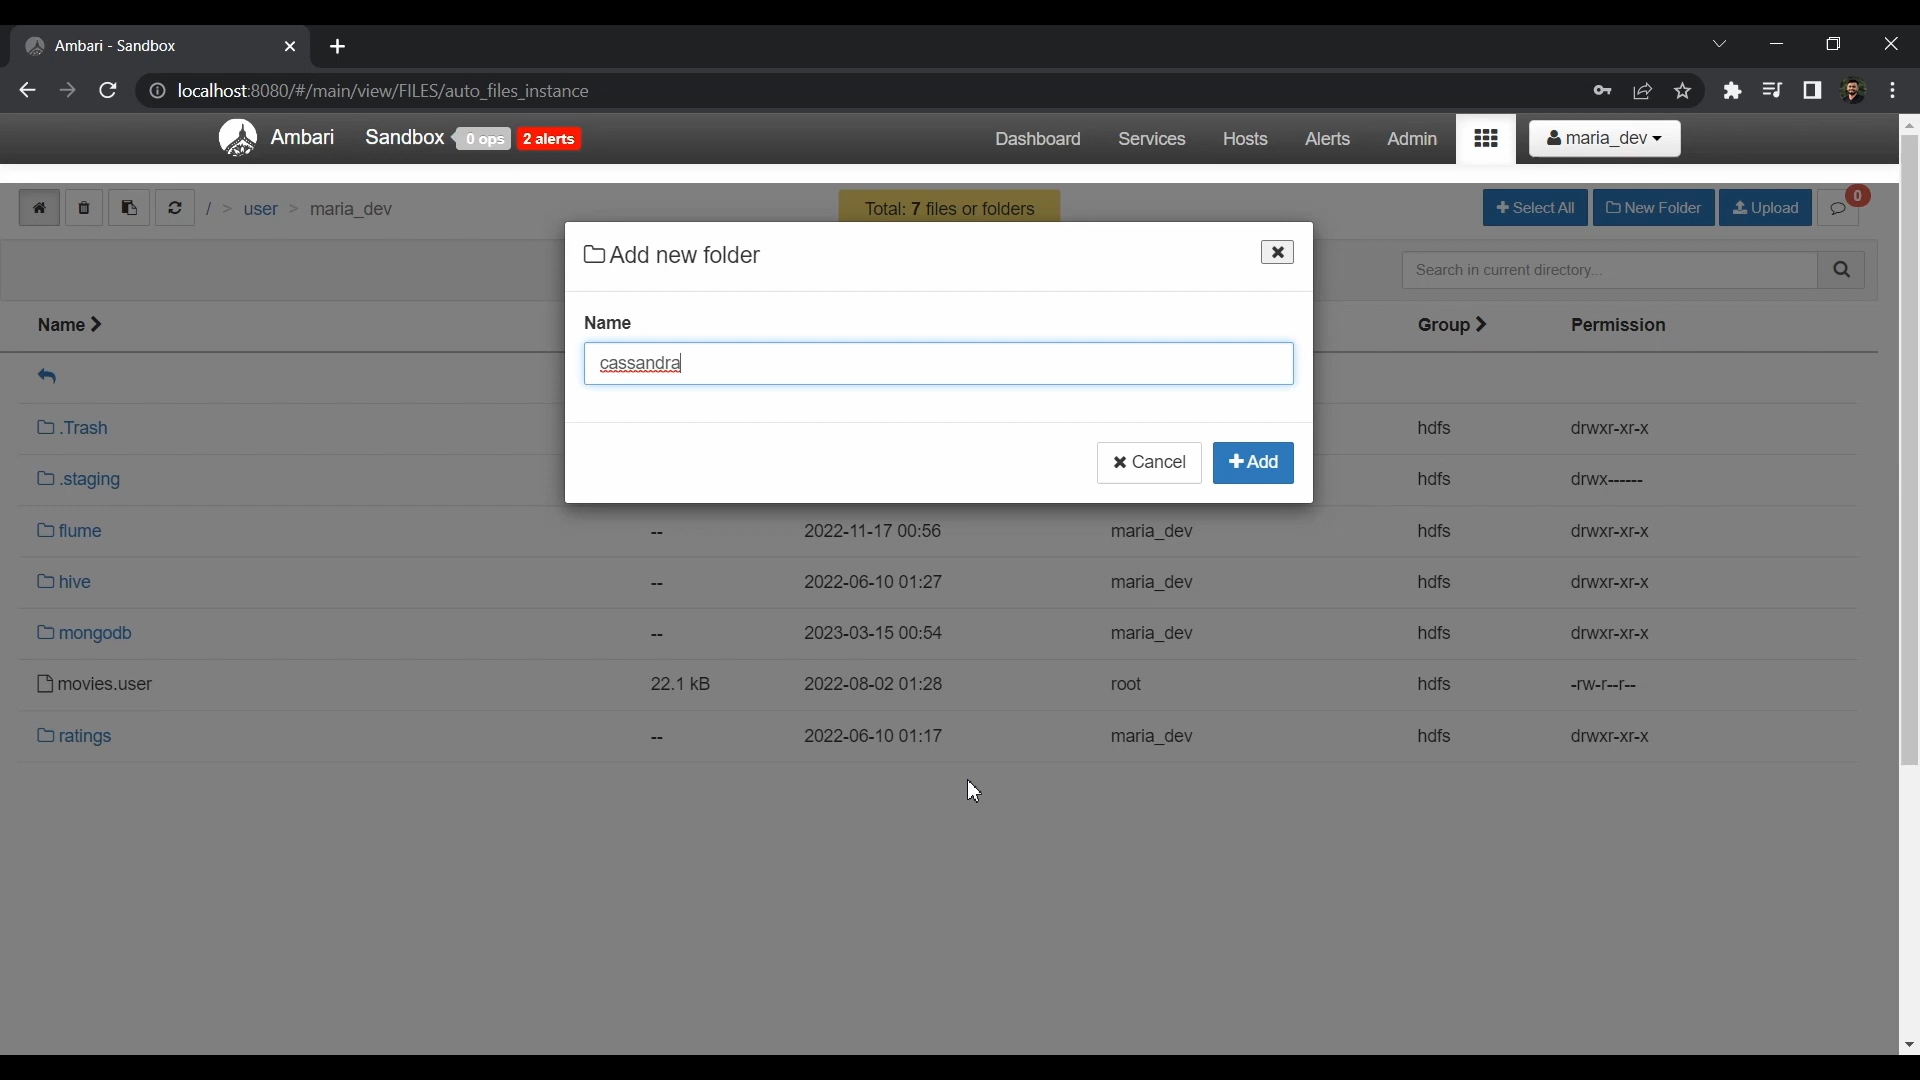 Ambari - Sandbox
localhost:8080/#/main/view/FILES/auto_files_instance
Ambari Sandbox 0 ops 2 alerts Dashboard Services Hosts Alerts Admin maria_dev
/ > user > maria_dev Total: 7 files or folders Select All New Folder Upload 0
Add new folder
Search in current directory...
Name Name Group Permission
cassandra
.Trash hdfs drwxr-xr-x
Cancel Add
.staging hdfs drwx------
flume -- 2022-11-17 00:56 maria_dev hdfs drwxr-xr-x
hive -- 2022-06-10 01:27 maria_dev hdfs drwxr-xr-x
mongodb -- 2023-03-15 00:54 maria_dev hdfs drwxr-xr-x
movies.user 22.1 kB 2022-08-02 01:28 root hdfs -rw-r--r--
ratings -- 2022-06-10 01:17 maria_dev hdfs drwxr-xr-x